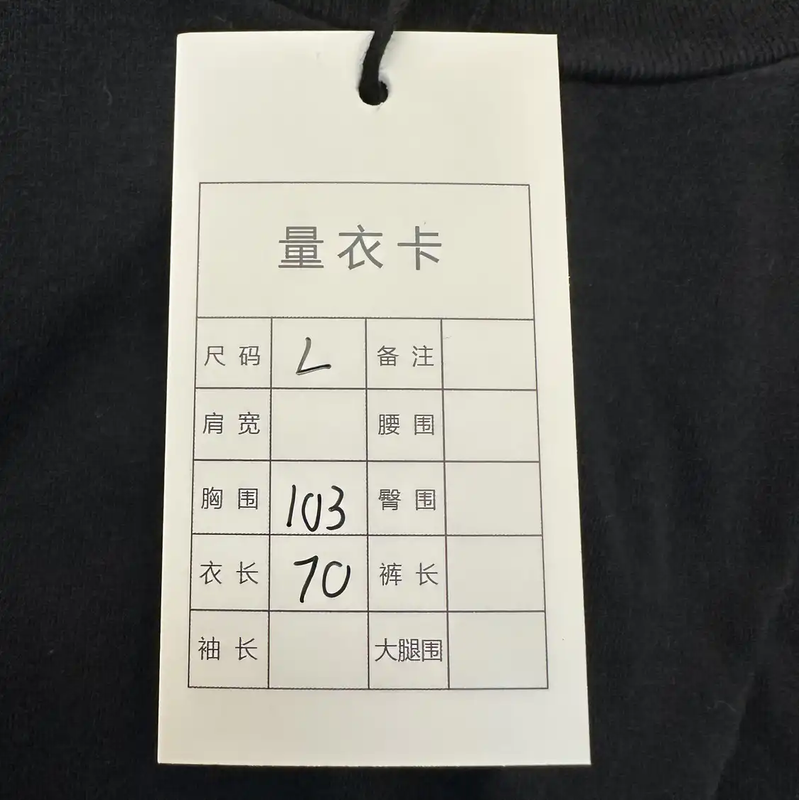 量衣卡
尺码 L 备注
肩宽 腰围
胸围 103 臀围
衣长 70 裤长
袖长 大腿围